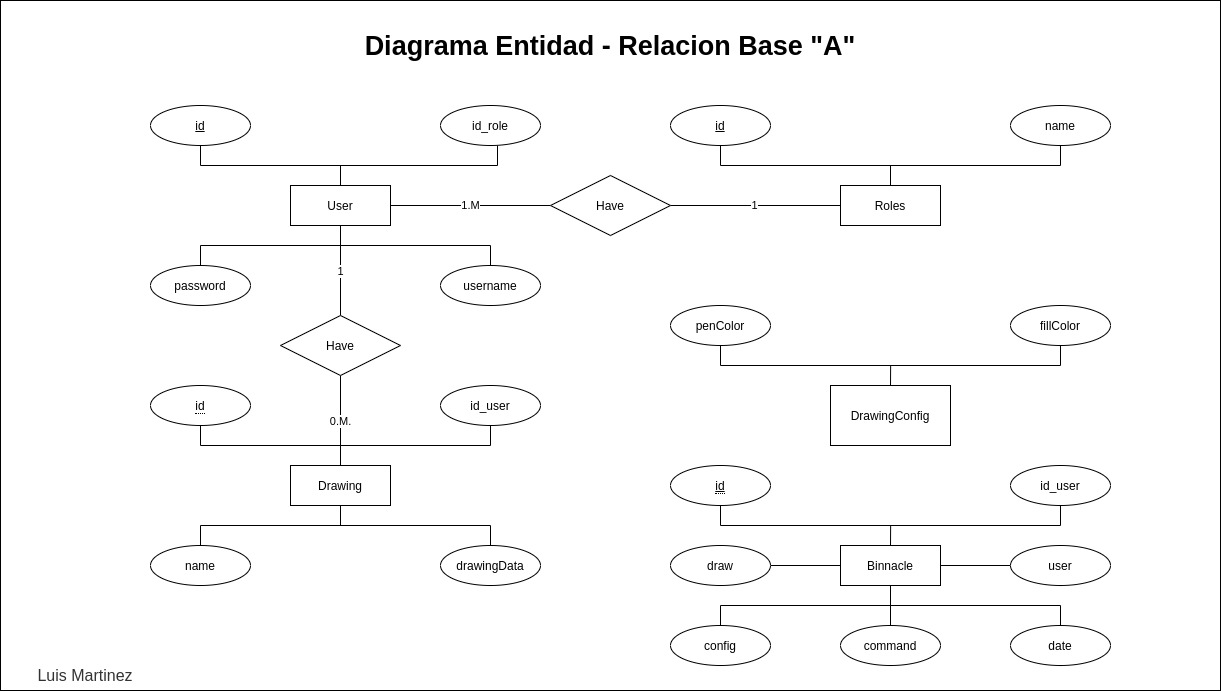 Diagrama Entidad - Relacion Base "A"
id
id_role
id
name
User
1.M
Have
1
Roles
password
1
username
Have
penColor
fillColor
id
0.M.
id_user
DrawingConfig
Drawing
id
id_user
name
drawingData
draw
Binnacle
user
config
command
date
Luis Martinez